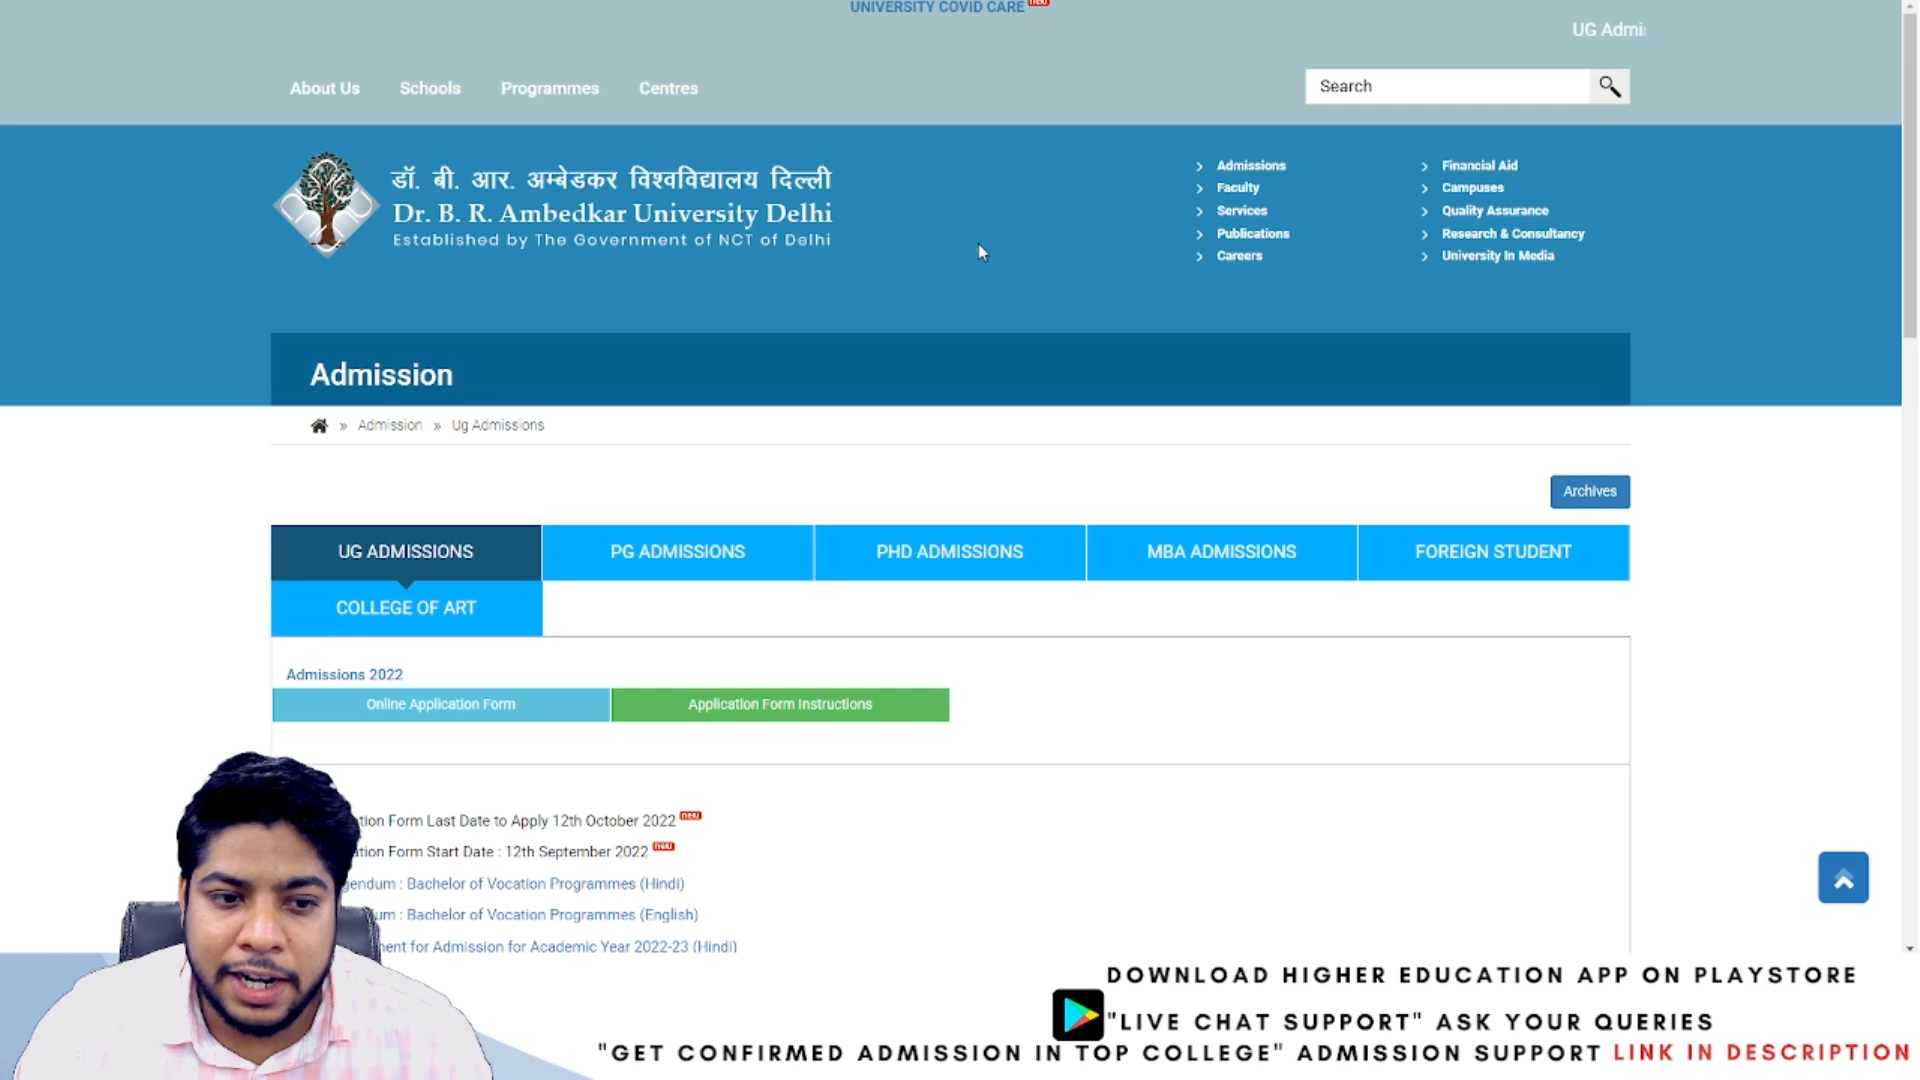 UNIVERSITY COVID CARE new
UG Admi
About Us Schools Programmes Centres
Search
डॉ. बी. आर. अम्बेडकर विश्वविद्यालय दिल्ली
Dr. B. R. Ambedkar University Delhi
Established by The Government of NCT of Delhi
Admissions
Faculty
Services
Publications
Careers
Financial Aid
Campuses
Quality Assurance
Research & Consultancy
University In Media
Admission
» Admission » Ug Admissions
Archives
UG ADMISSIONS PG ADMISSIONS PHD ADMISSIONS MBA ADMISSIONS FOREIGN STUDENT
COLLEGE OF ART
Admissions 2022
Online Application Form Application Form Instructions
tion Form Last Date to Apply 12th October 2022 new
ation Form Start Date : 12th September 2022 new
endum : Bachelor of Vocation Programmes (Hindi)
um : Bachelor of Vocation Programmes (English)
ent for Admission for Academic Year 2022-23 (Hindi)
DOWNLOAD HIGHER EDUCATION APP ON PLAYSTORE
"LIVE CHAT SUPPORT" ASK YOUR QUERIES
"GET CONFIRMED ADMISSION IN TOP COLLEGE" ADMISSION SUPPORT LINK IN DESCRIPTION